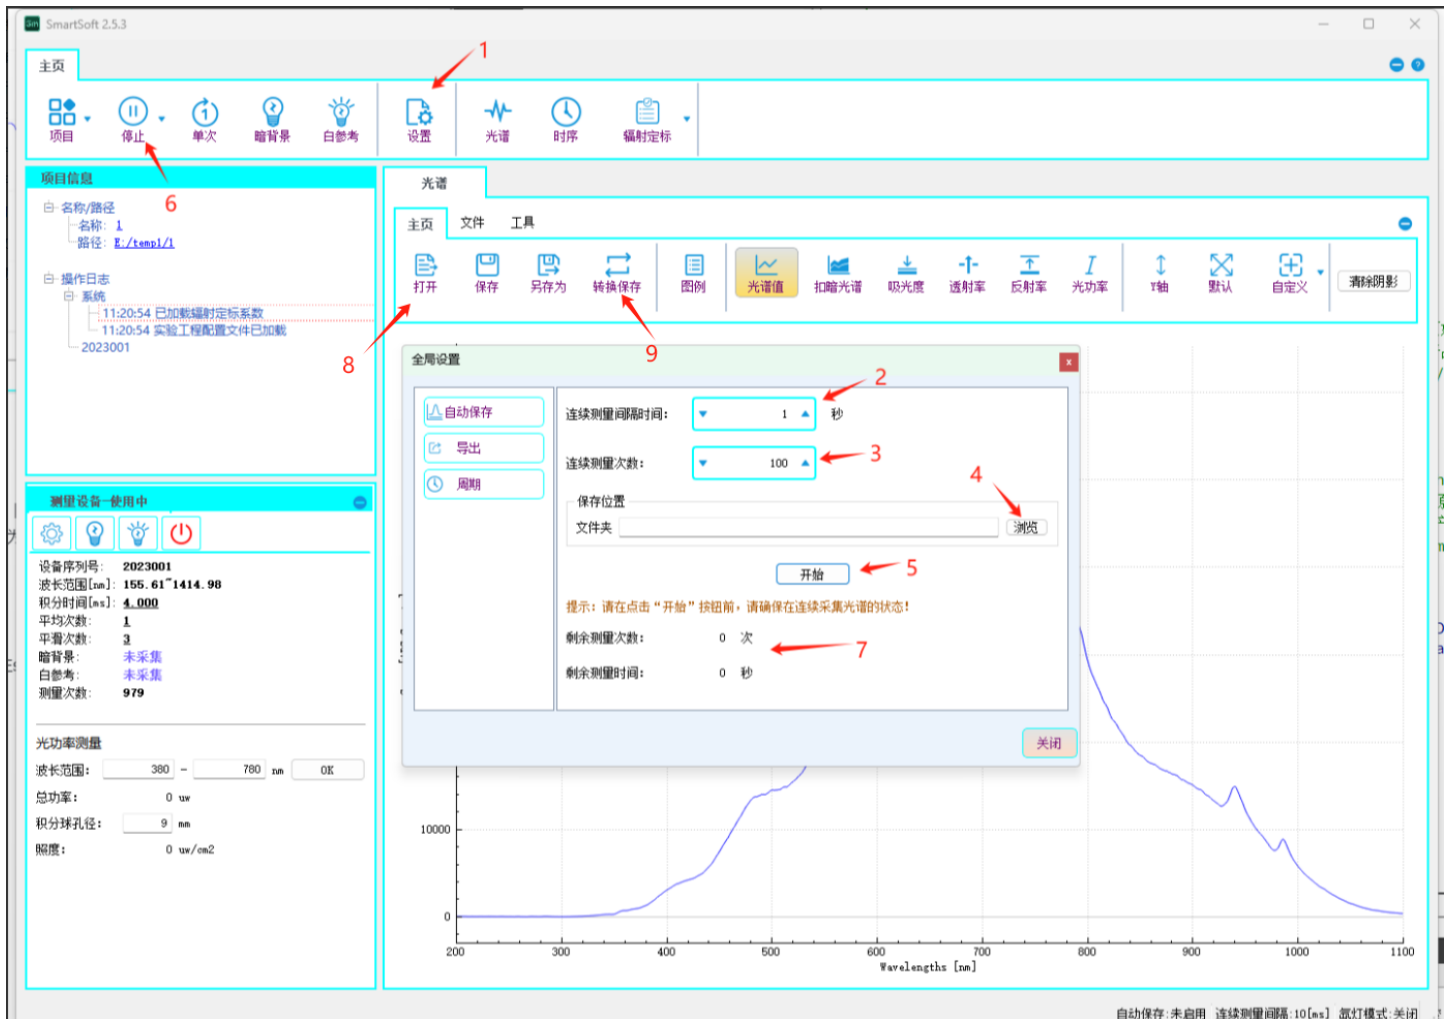 SmartSoft 2.5.3
主页
1
项目 停止 单次 暗背景 白参考 设置 光谱 时序 辐射定标
6
项目信息
名称/路径
名称: 1
路径: E:/templ/1
操作日志
系统
11:20:54 已加载辐射定标系数
11:20:54 实验工程配置文件已加载
2023001
测量设备-使用中
设备序列号: 2023001
波长范围[nm]: 155.61~1414.98
积分时间[ms]: 4.000
平均次数: 1
平滑次数: 3
暗背景: 未采集
白参考: 未采集
测量次数: 979
光功率测量
波长范围: 380 - 780 nm OK
总功率: 0 uw
积分球孔径: 9 mm
照度: 0 uw/cm2
光谱
主页 文件 工具
打开 保存 另存为 转换保存 图例 光谱值 扣暗光谱 吸光度 透射率 反射率 光功率 Y轴 默认 自定义 清除阴影
8
9
全局设置
x
自动保存
导出
周期
连续测量间隔时间: 1 秒
2
连续测量次数: 100
3
4
保存位置
文件夹 浏览
开始
5
提示: 请在点击“开始”按钮前, 请确保在连续采集光谱的状态!
剩余测量次数: 0 次
7
剩余测量时间: 0 秒
关闭
10000
0
200 300 400 500 600 700 800 900 1000 1100
Wavelengths [nm]
自动保存:未启用 连续测量间隔:10[ms] 氙灯模式:关闭